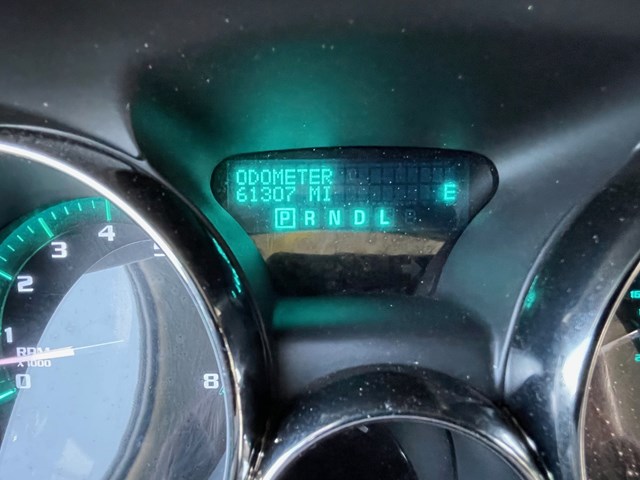 ODOMETER
61307 MI E
P R N D L
4
3
2
1
RPM
X1000
0
8